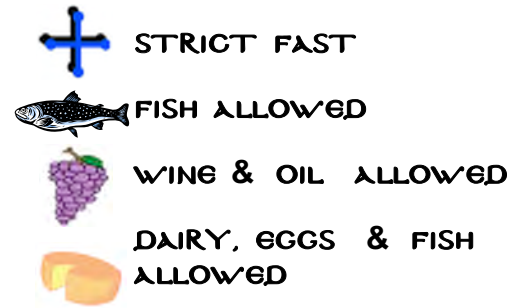 STRICT FAST
FISH ALLOWED
WINE & OIL ALLOWED
DAIRY, EGGS & FISH
ALLOWED